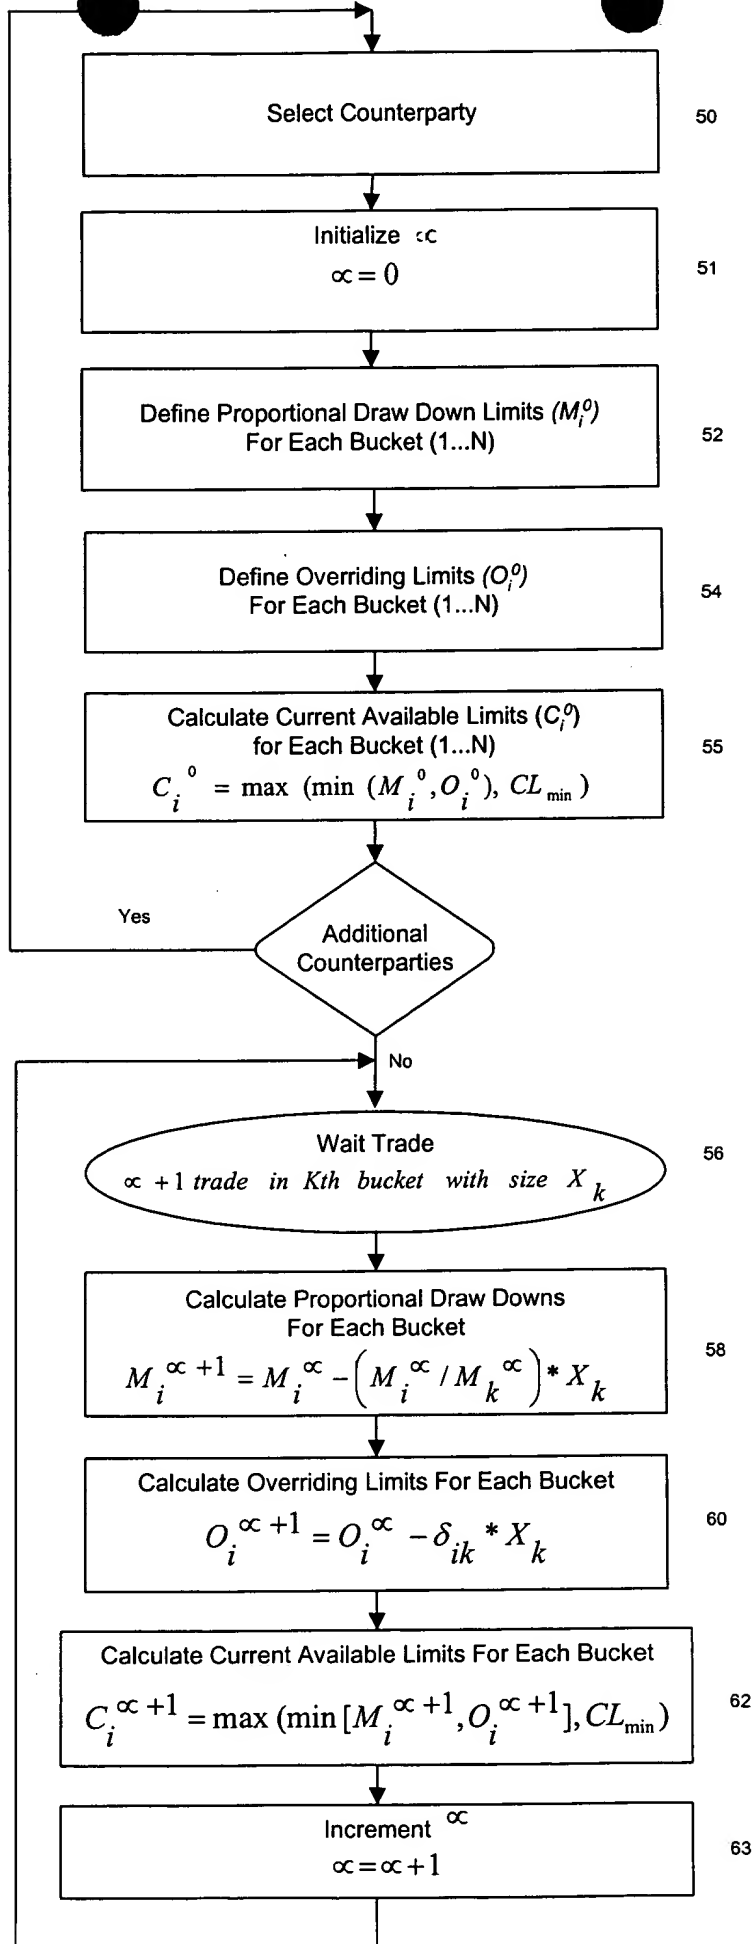 Select Counterparty
50
Initialize ∝
∝ = 0
51
Define Proportional Draw Down Limits (M_i^0)
For Each Bucket (1...N)
52
Define Overriding Limits (O_i^0)
For Each Bucket (1...N)
54
Calculate Current Available Limits (C_i^0)
for Each Bucket (1...N)
C_i^0 = max (min (M_i^0, O_i^0), CL_min)
55
Yes
Additional
Counterparties
No
Wait Trade
∝ +1 trade in Kth bucket with size X_k
56
Calculate Proportional Draw Downs
For Each Bucket
M_i^∝+1 = M_i^∝ - (M_i^∝ / M_k^∝) * X_k
58
Calculate Overriding Limits For Each Bucket
O_i^∝+1 = O_i^∝ - δ_ik * X_k
60
Calculate Current Available Limits For Each Bucket
C_i^∝+1 = max (min [M_i^∝+1, O_i^∝+1], CL_min)
62
Increment ∝
∝ = ∝ + 1
63